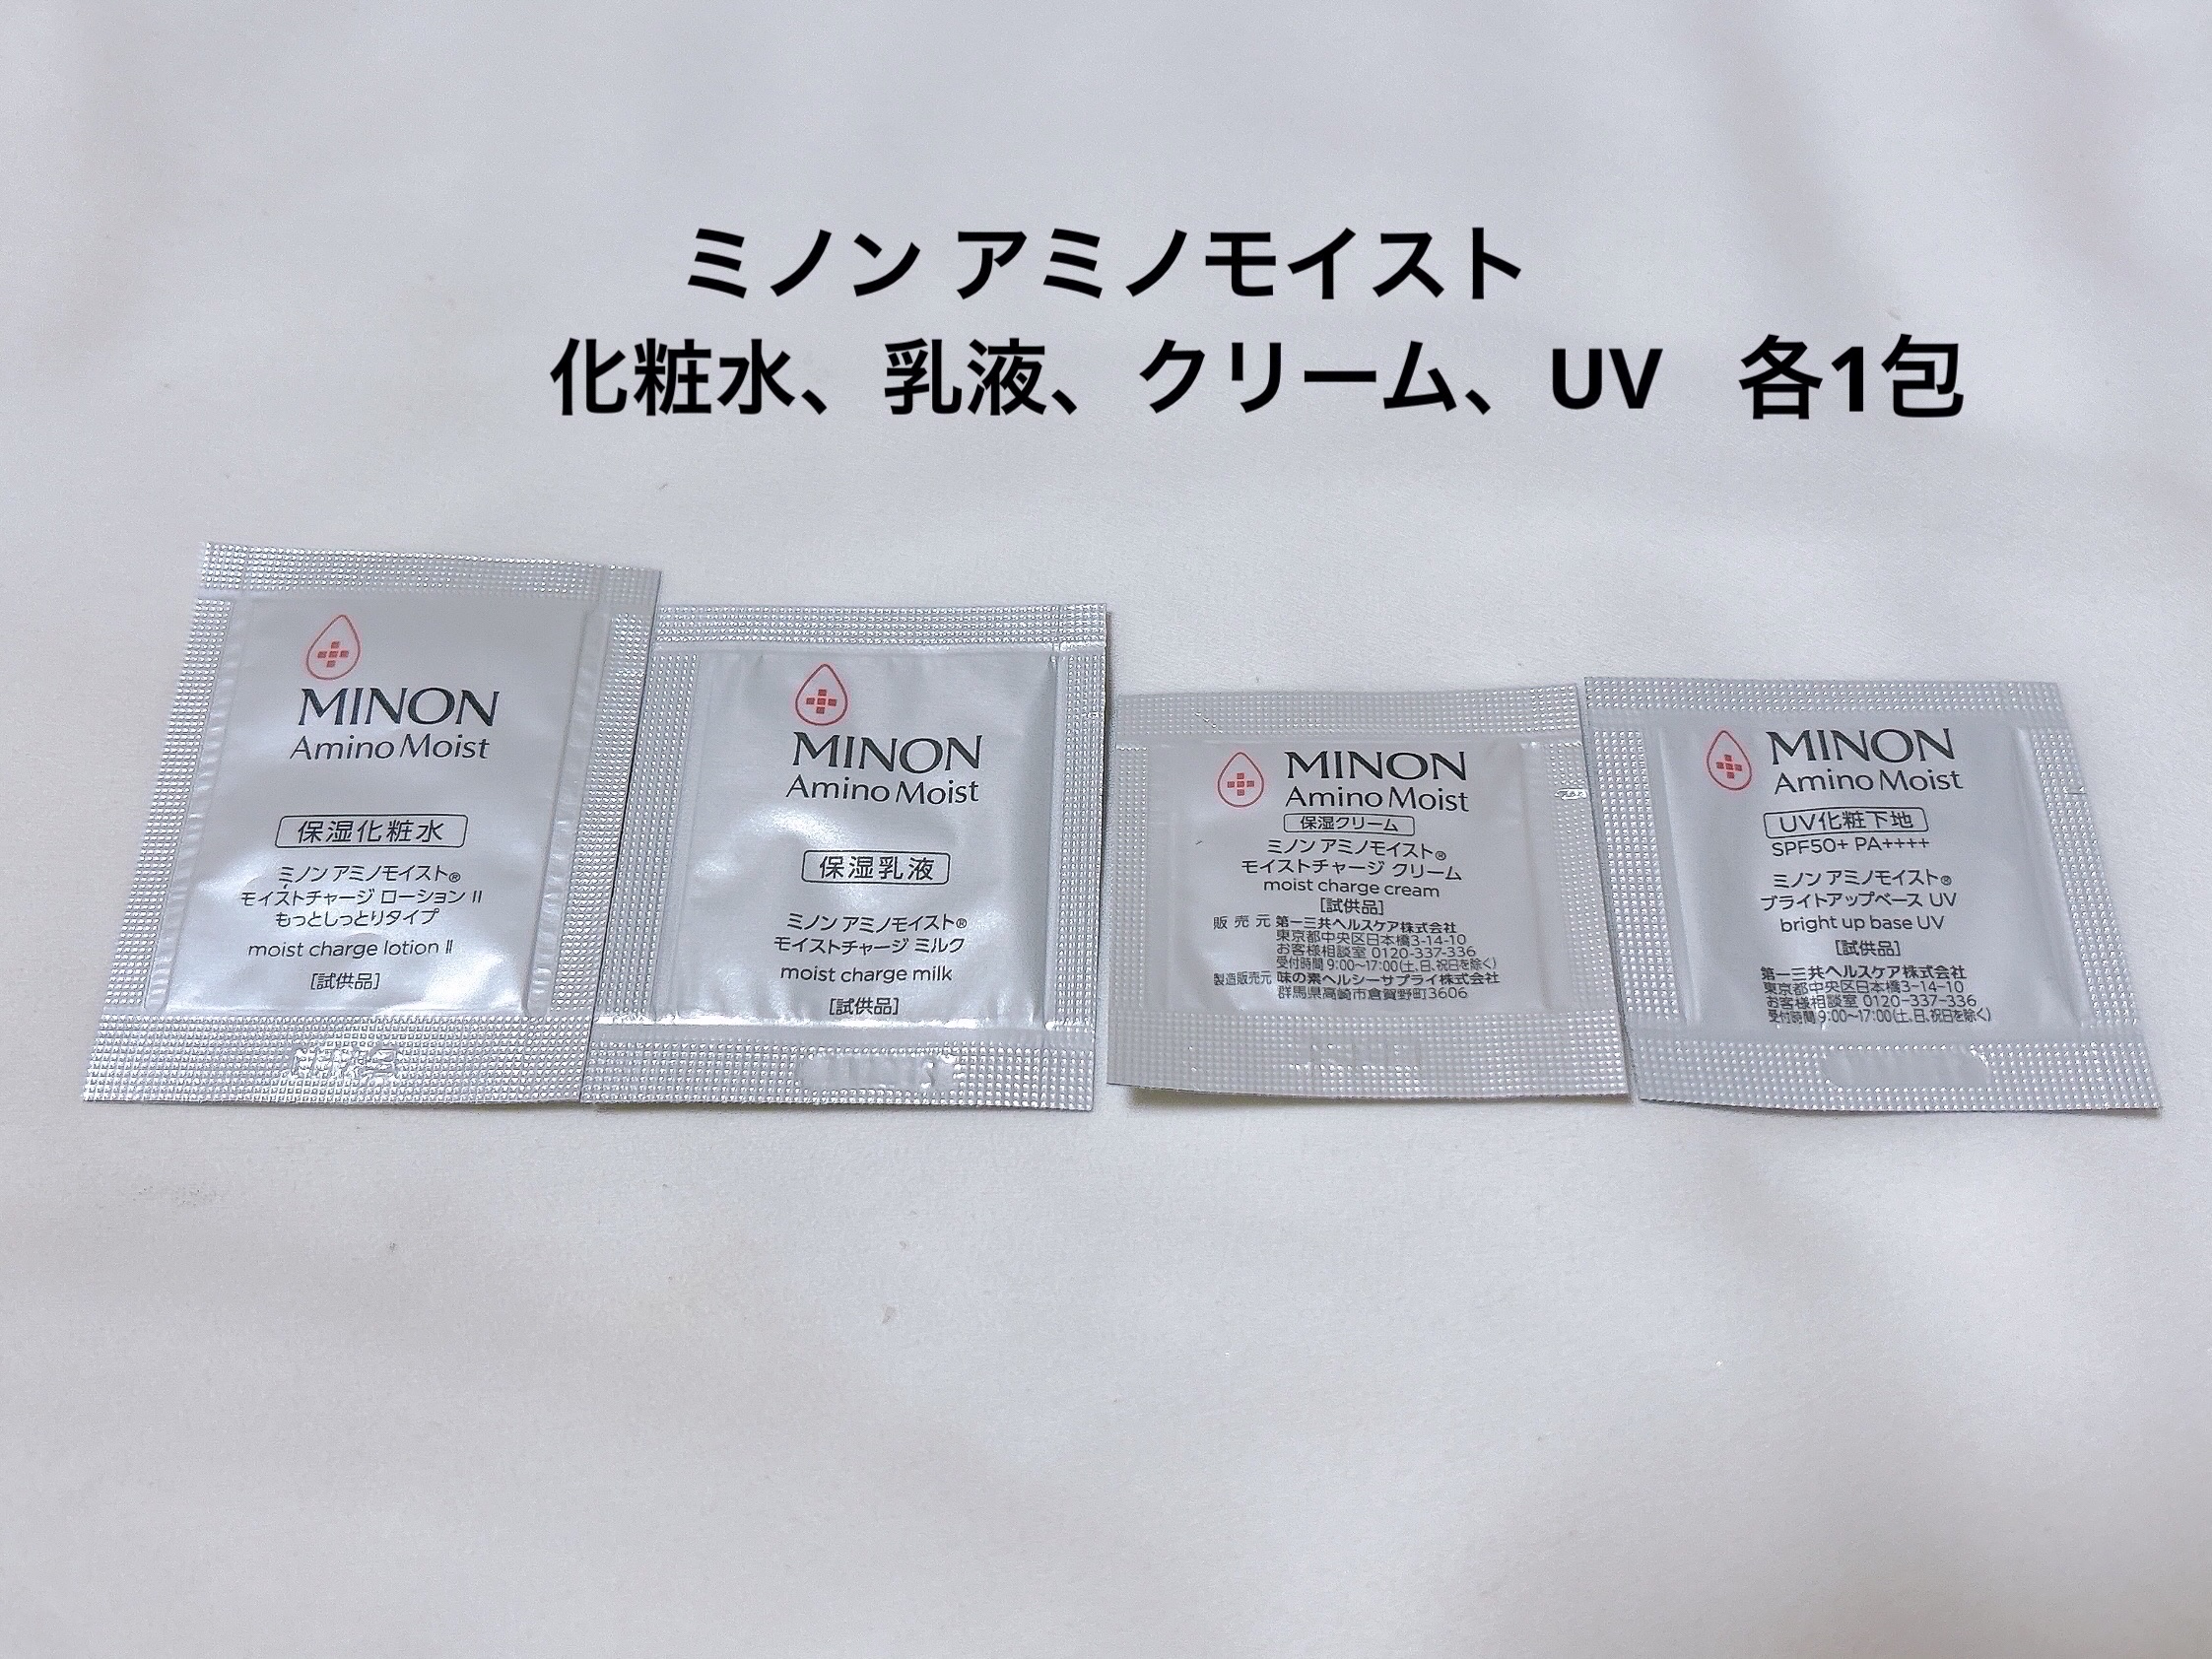 ミノン アミノモイスト
化粧水、乳液、クリーム、UV 各1包
MINON
Amino Moist
保湿化粧水
ミノン アミノモイスト®
モイストチャージ ローション II
もっとしっとりタイプ
moist charge lotion II
[試供品]
MINON
Amino Moist
保湿乳液
ミノン アミノモイスト®
モイストチャージ ミルク
moist charge milk
[試供品]
MINON
Amino Moist
保湿クリーム
ミノン アミノモイスト®
モイストチャージ クリーム
moist charge cream
[試供品]
販売元 第一三共ヘルスケア株式会社
東京都中央区日本橋3-14-10
お客様相談室 0120-337-336
受付時間 9:00~17:00(土、日、祝日を除く)
製造販売元 味の素ヘルシーサプライ株式会社
群馬県高崎市倉賀野町3606
MINON
Amino Moist
UV化粧下地
SPF50+ PA++++
ミノン アミノモイスト®
ブライトアップベース UV
bright up base UV
[試供品]
第一三共ヘルスケア株式会社
東京都中央区日本橋3-14-10
お客様相談室 0120-337-336
受付時間 9:00~17:00(土、日、祝日を除く)